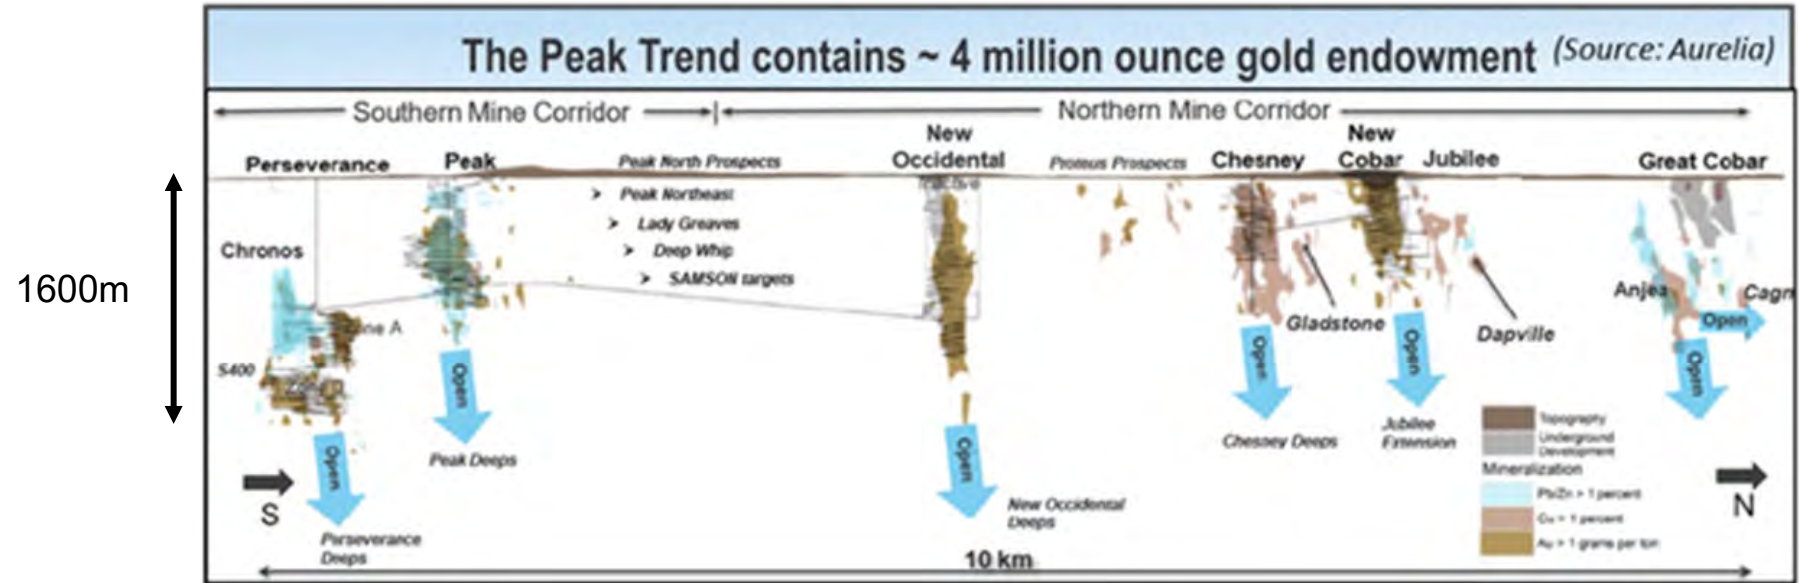 The Peak Trend contains ~ 4 million ounce gold endowment (Source: Aurelia)
Southern Mine Corridor
Northern Mine Corridor
Perseverance
Peak
Peak North Prospects
New
Occidental
Proteus Prospects
Chesney
New
Cobar
Jubilee
Great Cobar
1600m
Peak Northeast
Lady Greaves
Deep Whip
SAMSON targets
Chronos
S400
Gladstone
Dapville
Anjea
Cagn
Open
Open
Open
Open
Open
Open
Open
Perseverance
Deeps
Peak Deeps
New Occidental
Deeps
Chesney Deeps
Jubilee
Extension
Topography
Underground
Development
Mineralization
Pb/Zn > 1 percent
Cu > 1 percent
Au > 1 grams per ton
S
N
10 km